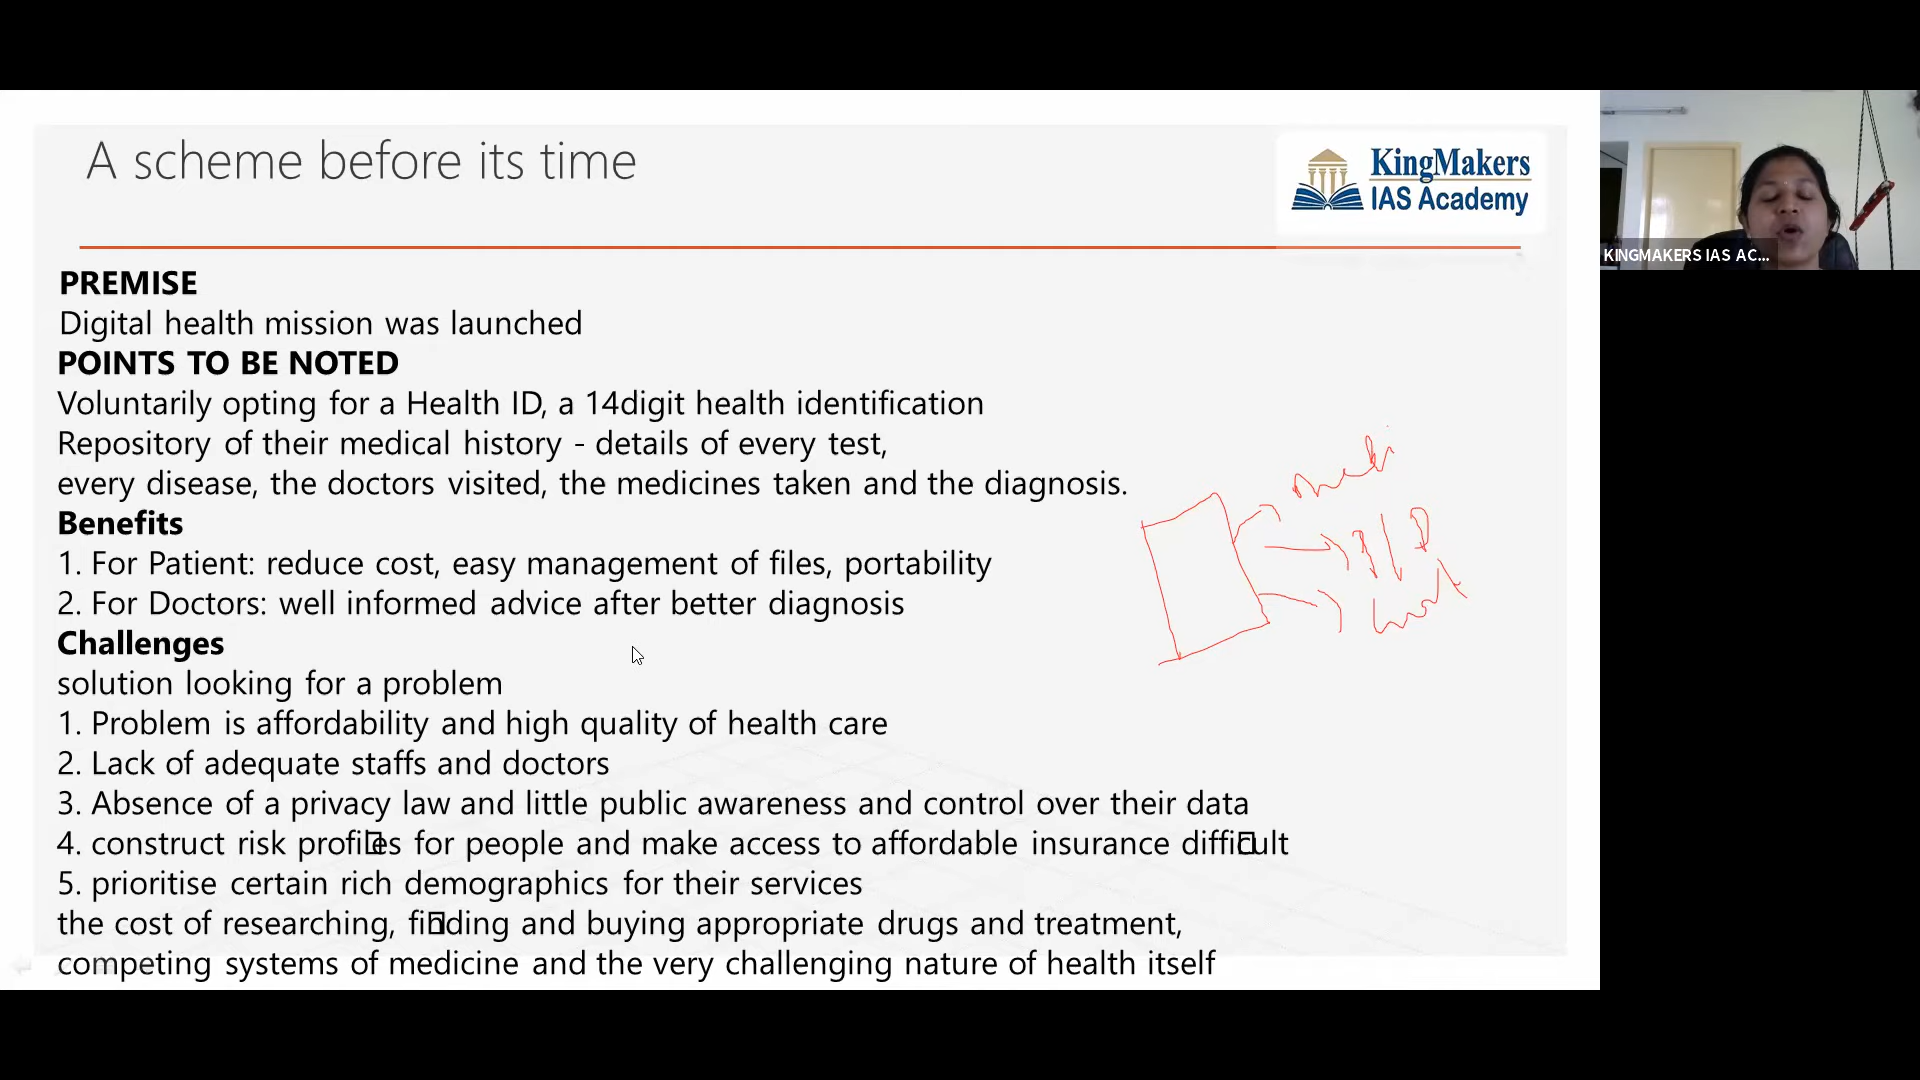 A scheme before its time
KingMakers
IAS Academy
KINGMAKERS IAS AC...
PREMISE
Digital health mission was launched
POINTS TO BE NOTED
Voluntarily opting for a Health ID, a 14digit health identification
Repository of their medical history - details of every test,
every disease, the doctors visited, the medicines taken and the diagnosis.
Benefits
1. For Patient: reduce cost, easy management of files, portability
2. For Doctors: well informed advice after better diagnosis
Challenges
solution looking for a problem
1. Problem is affordability and high quality of health care
2. Lack of adequate staffs and doctors
3. Absence of a privacy law and little public awareness and control over their data
4. construct risk profiles for people and make access to affordable insurance difficult
5. prioritise certain rich demographics for their services
the cost of researching, finding and buying appropriate drugs and treatment,
competing systems of medicine and the very challenging nature of health itself